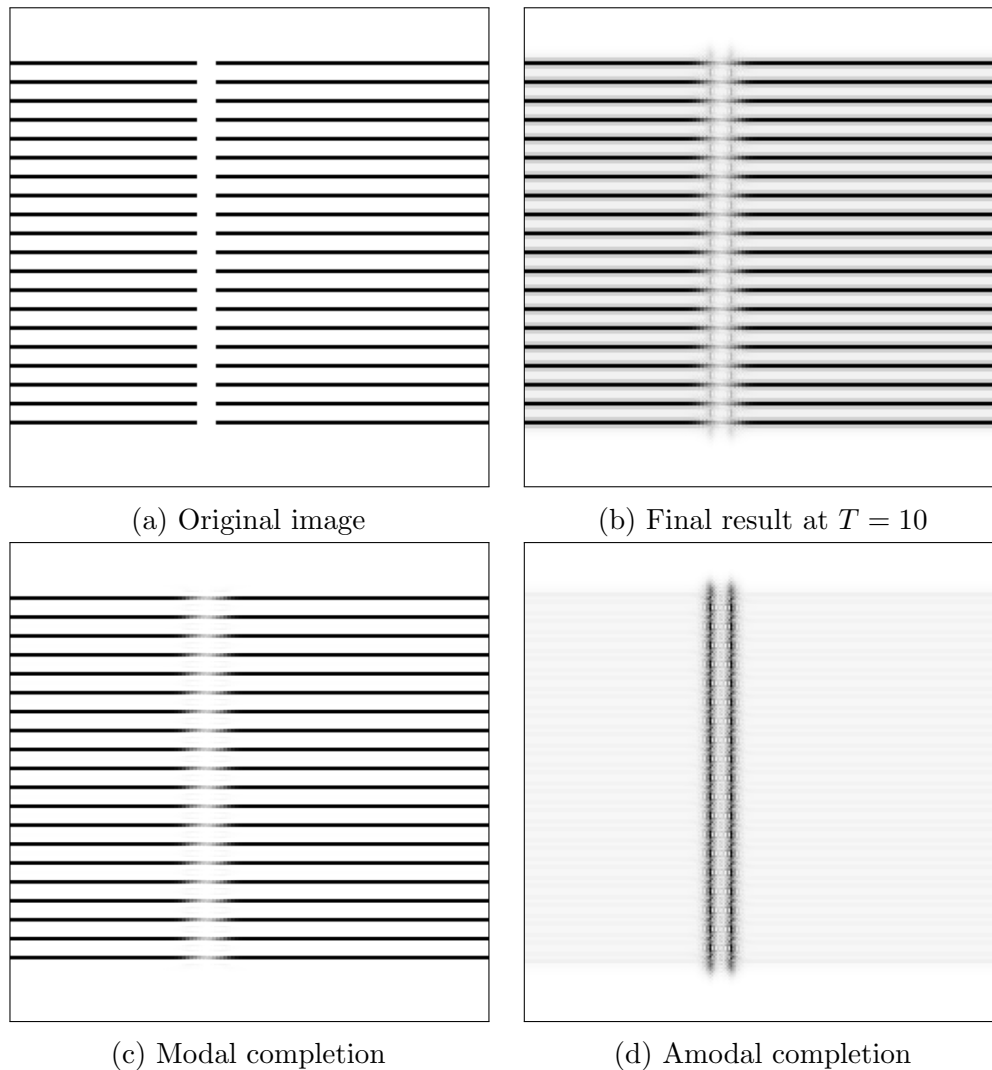 (a) Original image
(b) Final result at T = 10
(c) Modal completion
(d) Amodal completion